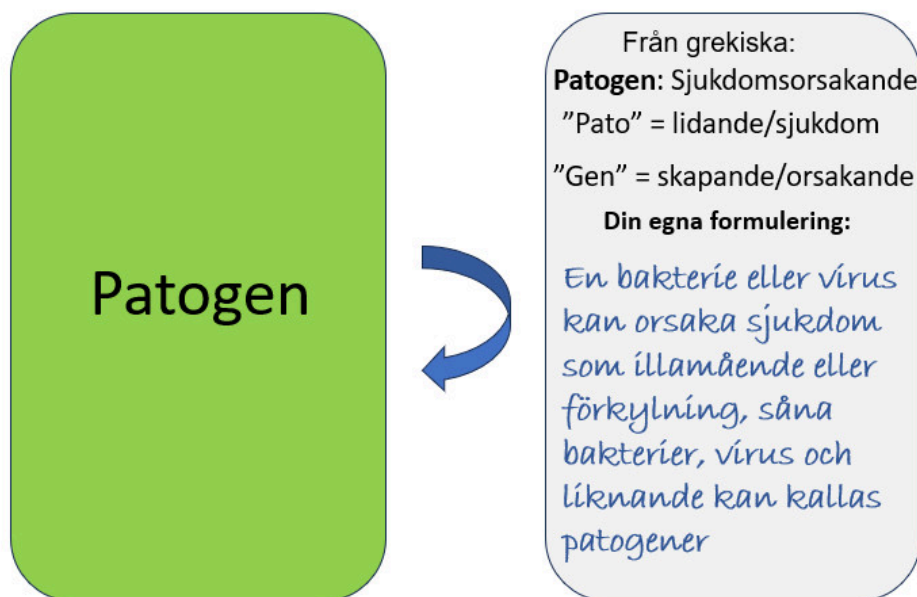 Patogen
Från grekiska:
Patogen: Sjukdomsorsakande
”Pato” = lidande/sjukdom
”Gen” = skapande/orsakande
Din egna formulering:
En bakterie eller virus
kan orsaka sjukdom
som illamående eller
förkylning, såna
bakterier, virus och
liknande kan kallas
patogener